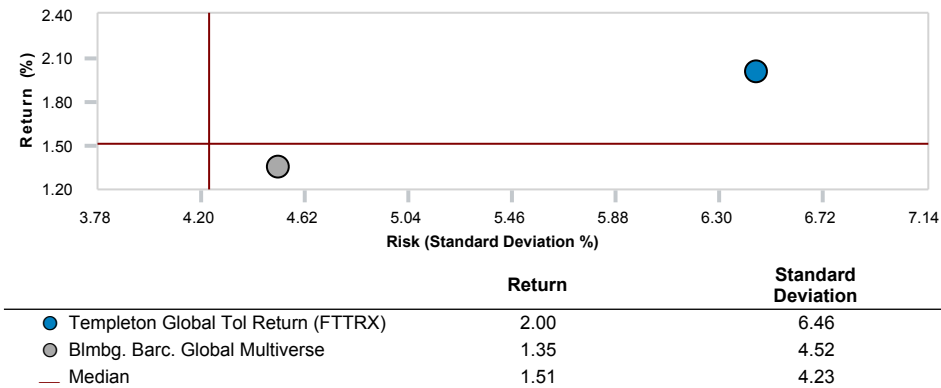 2.40
2.10
1.80
1.50
1.20
Return (%)
3.78 4.20 4.62 5.04 5.46 5.88 6.30 6.72 7.14
Risk (Standard Deviation %)
Return Standard Deviation
Templeton Global Tol Return (FTTRX) 2.00 6.46
Blmbg. Barc. Global Multiverse 1.35 4.52
Median 1.51 4.23